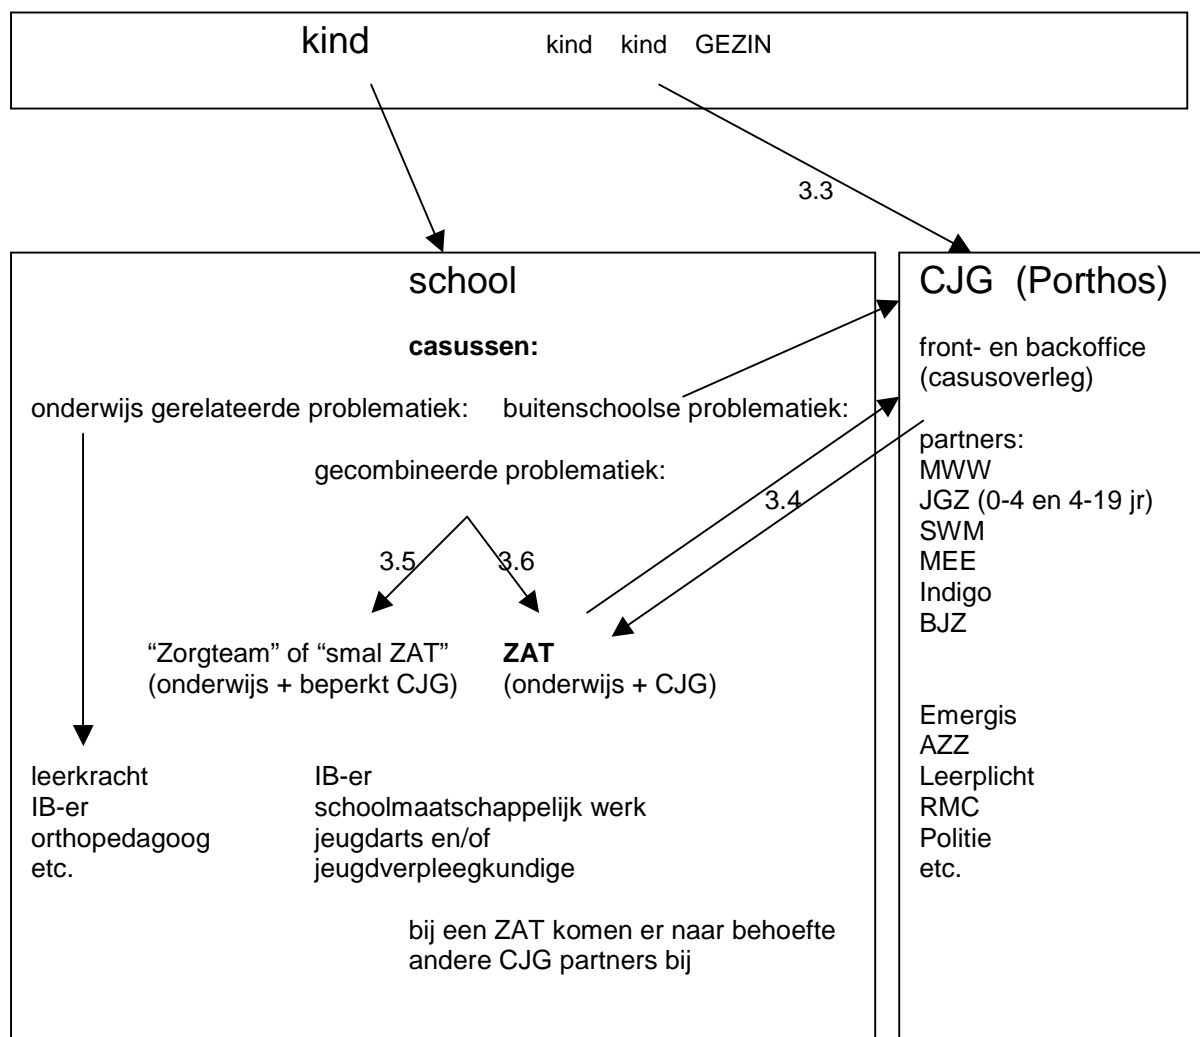 kind kind kind GEZIN
3.3
school
casussen:
onderwijs gerelateerde problematiek: buitenschoolse problematiek:
gecombineerde problematiek:
3.4
3.5 3.6
“Zorgteam” of “smal ZAT” ZAT
(onderwijs + beperkt CJG) (onderwijs + CJG)
leerkracht
IB-er
orthopedagoog
etc.
IB-er
schoolmaatschappelijk werk
jeugdarts en/of
jeugdverpleegkundige
bij een ZAT komen er naar behoefte
andere CJG partners bij
CJG (Porthos)
front- en backoffice
(casusoverleg)
partners:
MWW
JGZ (0-4 en 4-19 jr)
SWM
MEE
Indigo
BJZ
Emergis
AZZ
Leerplicht
RMC
Politie
etc.